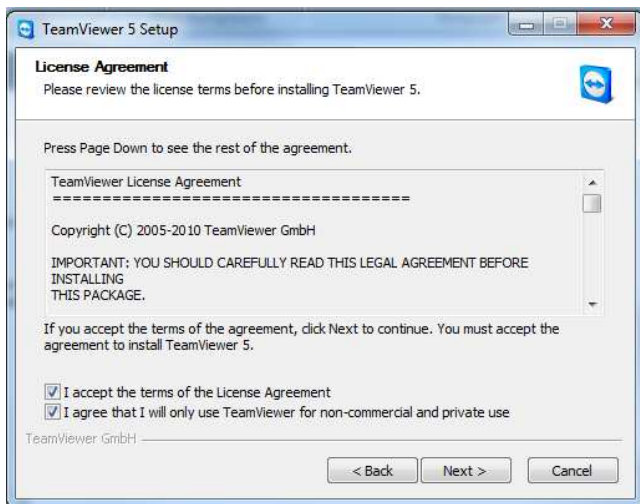 TeamViewer 5 Setup
License Agreement
Please review the license terms before installing TeamViewer 5.
Press Page Down to see the rest of the agreement.
TeamViewer License Agreement
=====================================
Copyright (C) 2005-2010 TeamViewer GmbH
IMPORTANT: YOU SHOULD CAREFULLY READ THIS LEGAL AGREEMENT BEFORE
INSTALLING
THIS PACKAGE.
If you accept the terms of the agreement, click Next to continue. You must accept the
agreement to install TeamViewer 5.
I accept the terms of the License Agreement
I agree that I will only use TeamViewer for non-commercial and private use
TeamViewer GmbH
< Back Next > Cancel